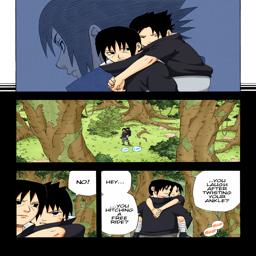 ...YOU
LAUGH
AFTER
TWISTING
YOUR
ANKLE?
HEY...
...YOU
HITCHING
A
FREE
RIDE?
NO!